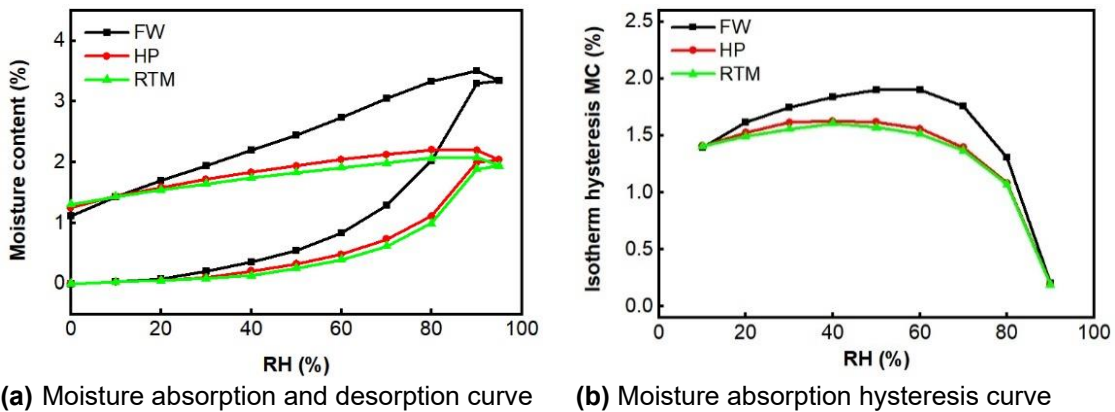 FW
HP
RTM
Moisture content (%)
4
3
2
1
0
0 20 40 60 80 100
RH (%)
(a) Moisture absorption and desorption curve
FW
HP
RTM
Isotherm hysteresis MC (%)
2.5
2.0
1.5
1.0
0.5
0.0
0 20 40 60 80 100
RH (%)
(b) Moisture absorption hysteresis curve